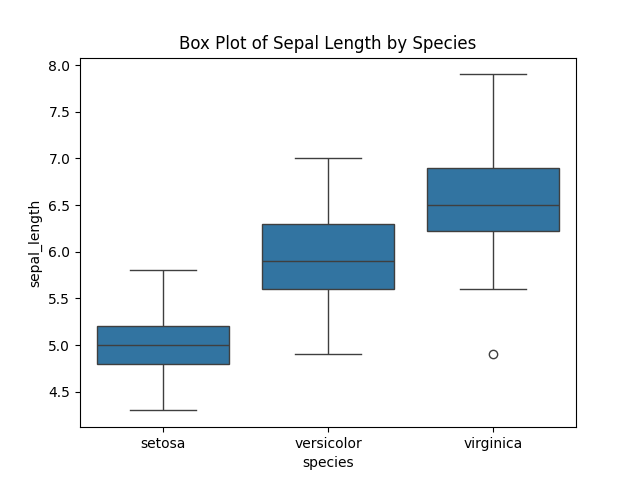 Box Plot of Sepal Length by Species
sepal_length
8.0
7.5
7.0
6.5
6.0
5.5
5.0
4.5
setosa versicolor virginica
species